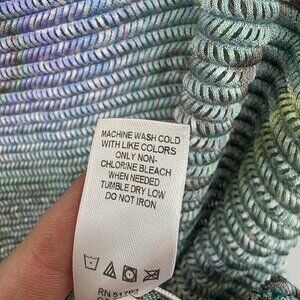 MACHINE WASH COLD
WITH LIKE COLORS
ONLY NON-
CHLORINE BLEACH
WHEN NEEDED
TUMBLE DRY LOW
DO NOT IRON
RN